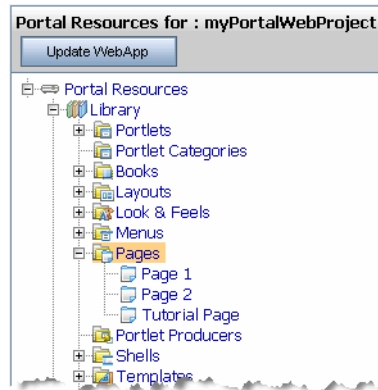 Portal Resources for : myPortalWebProject
Update WebApp
Portal Resources
Library
Portlets
Portlet Categories
Books
Layouts
Look & Feels
Menus
Pages
Page 1
Page 2
Tutorial Page
Portlet Producers
Shells
Templates